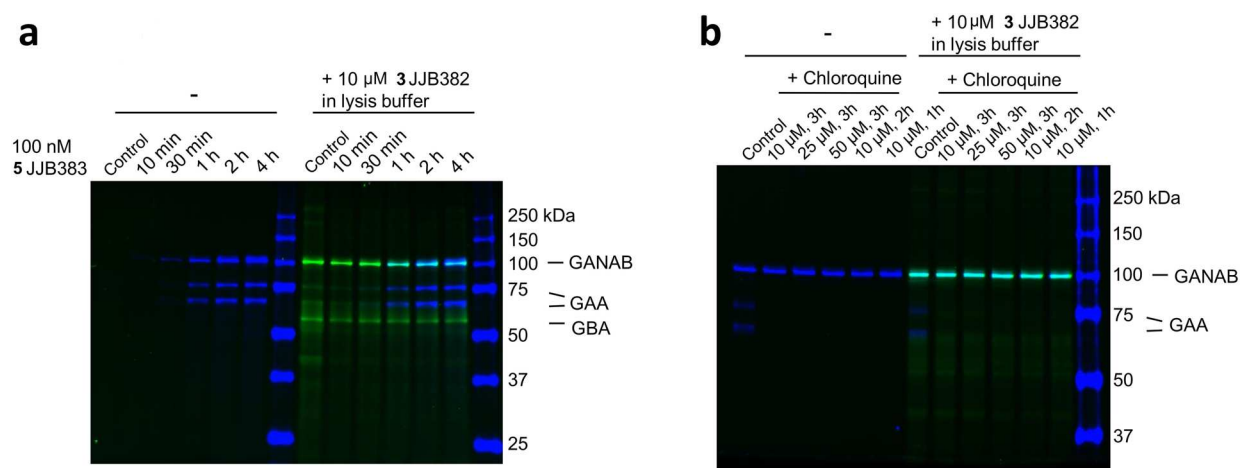 a
-
+ 10 µM 3 JJB382
in lysis buffer
100 nM
5 JJB383
Control
10 min
30 min
1 h
2 h
4 h
Control
10 min
30 min
1 h
2 h
4 h
250 kDa
150
100
GANAB
75
GAA
GBA
50
37
25
b
-
+ 10 µM 3 JJB382
in lysis buffer
+ Chloroquine
+ Chloroquine
Control
10 µM, 3h
25 µM, 3h
50 µM, 3h
10 µM, 2h
10 µM, 1h
Control
10 µM, 3h
25 µM, 3h
50 µM, 3h
10 µM, 2h
10 µM, 1h
250 kDa
150
100
GANAB
75
GAA
50
37